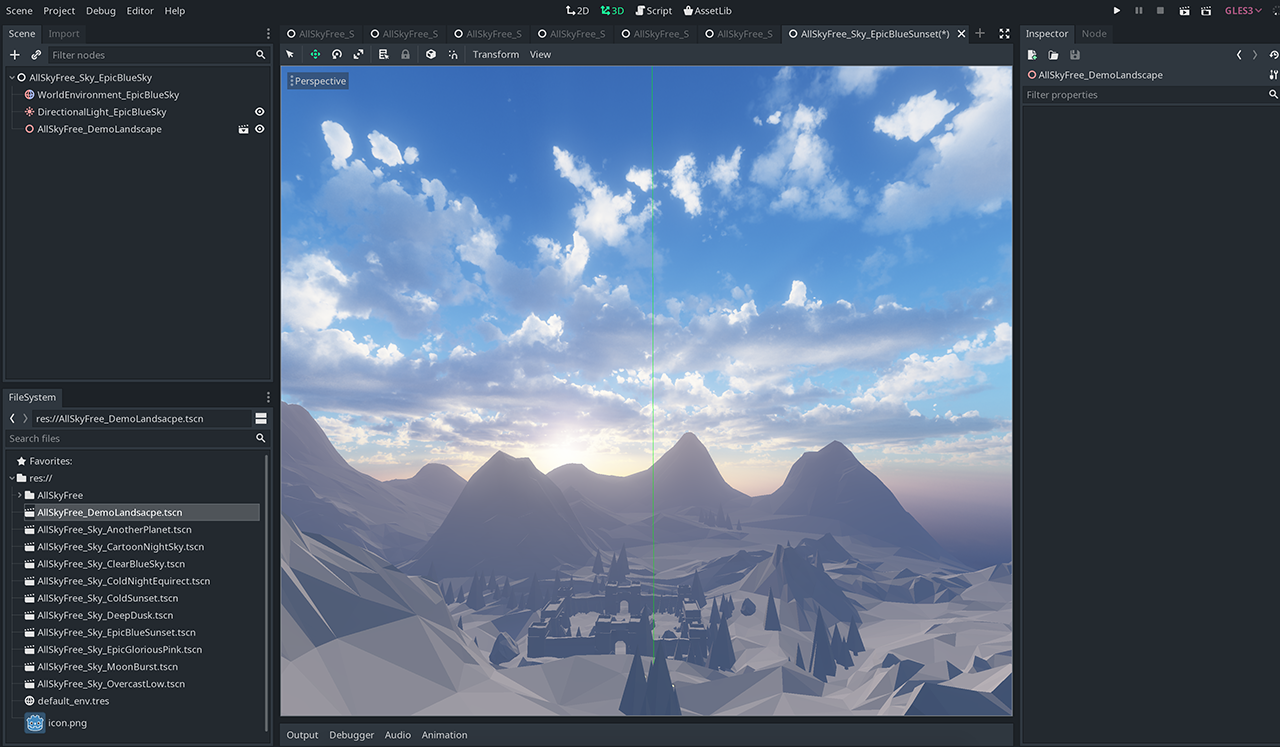 Scene Project Debug Editor Help
2D 3D Script AssetLib
GLES3
Scene Import
Filter nodes
AllSkyFree_Sky_EpicBlueSky
WorldEnvironment_EpicBlueSky
DirectionalLight_EpicBlueSky
AllSkyFree_DemoLandscape
FileSystem
res://AllSkyFree_DemoLandsacpe.tscn
Search files
Favorites:
res://
AllSkyFree
AllSkyFree_DemoLandsacpe.tscn
AllSkyFree_Sky_AnotherPlanet.tscn
AllSkyFree_Sky_CartoonNightSky.tscn
AllSkyFree_Sky_ClearBlueSky.tscn
AllSkyFree_Sky_ColdNightEquirect.tscn
AllSkyFree_Sky_ColdSunset.tscn
AllSkyFree_Sky_DeepDusk.tscn
AllSkyFree_Sky_EpicBlueSunset.tscn
AllSkyFree_Sky_EpicGloriousPink.tscn
AllSkyFree_Sky_MoonBurst.tscn
AllSkyFree_Sky_OvercastLow.tscn
default_env.tres
icon.png
AllSkyFree_S AllSkyFree_S AllSkyFree_S AllSkyFree_S AllSkyFree_S AllSkyFree_S AllSkyFree_Sky_EpicBlueSunset(*)
Transform View
Perspective
Output Debugger Audio Animation
Inspector Node
AllSkyFree_DemoLandscape
Filter properties